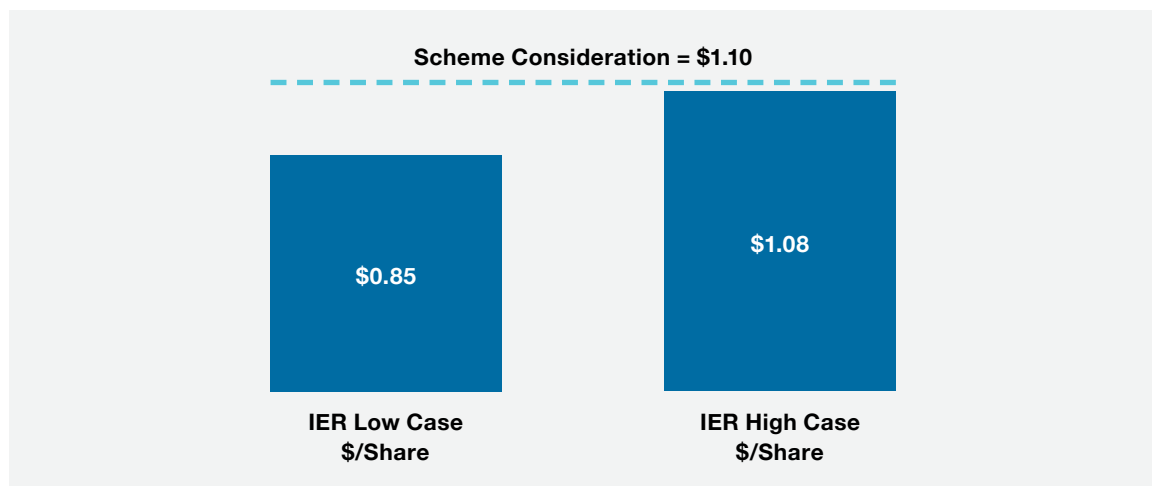 Scheme Consideration = $1.10
$0.85
$1.08
IER Low Case
$/Share
IER High Case
$/Share